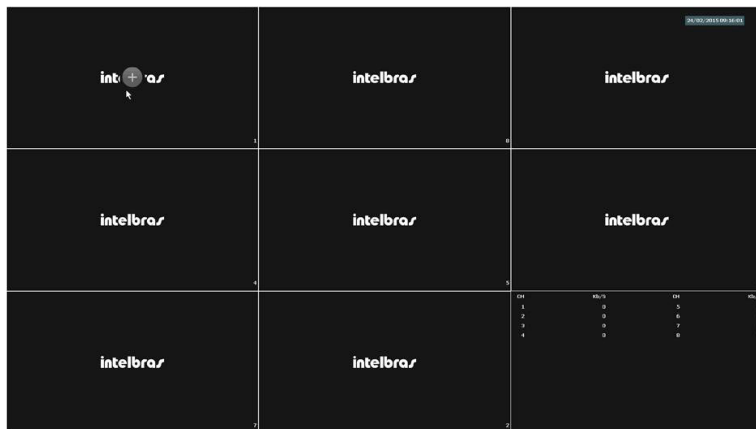 24/02/2015 09:16:01
intelbras
intelbras
intelbras
1
8
intelbras
intelbras
intelbras
4
5
intelbras
intelbras
7
2
CH Kb/S CH Kb/
1 0 5
2 0 6
3 0 7
4 0 8